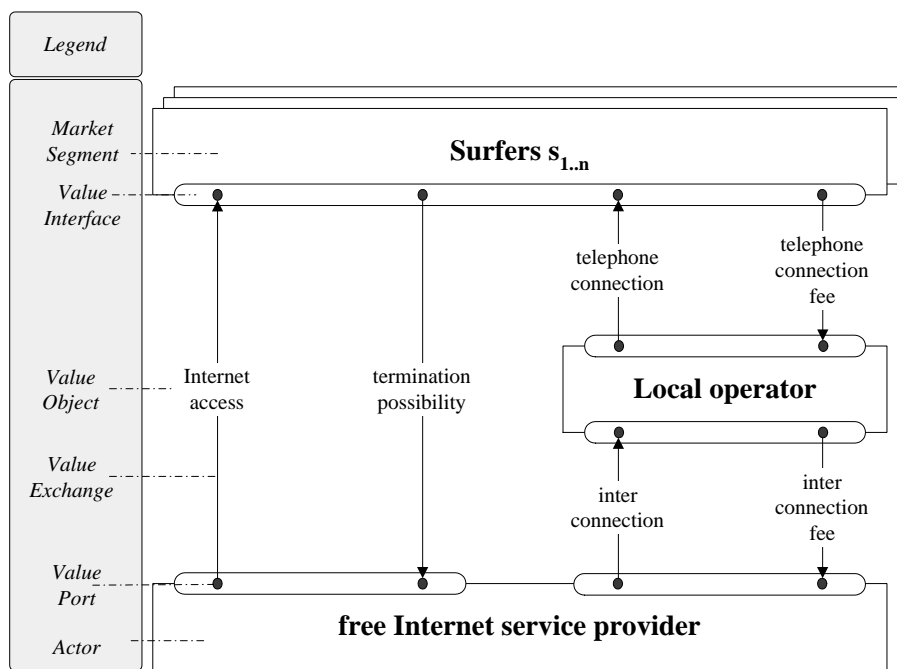 Legend
Market
Segment
Value
Interface
Value
Object
Value
Exchange
Value
Port
Actor
Surfers s1..n
telephone
connection
telephone
connection
fee
Internet
access
termination
possibility
Local operator
inter
connection
inter
connection
fee
free Internet service provider